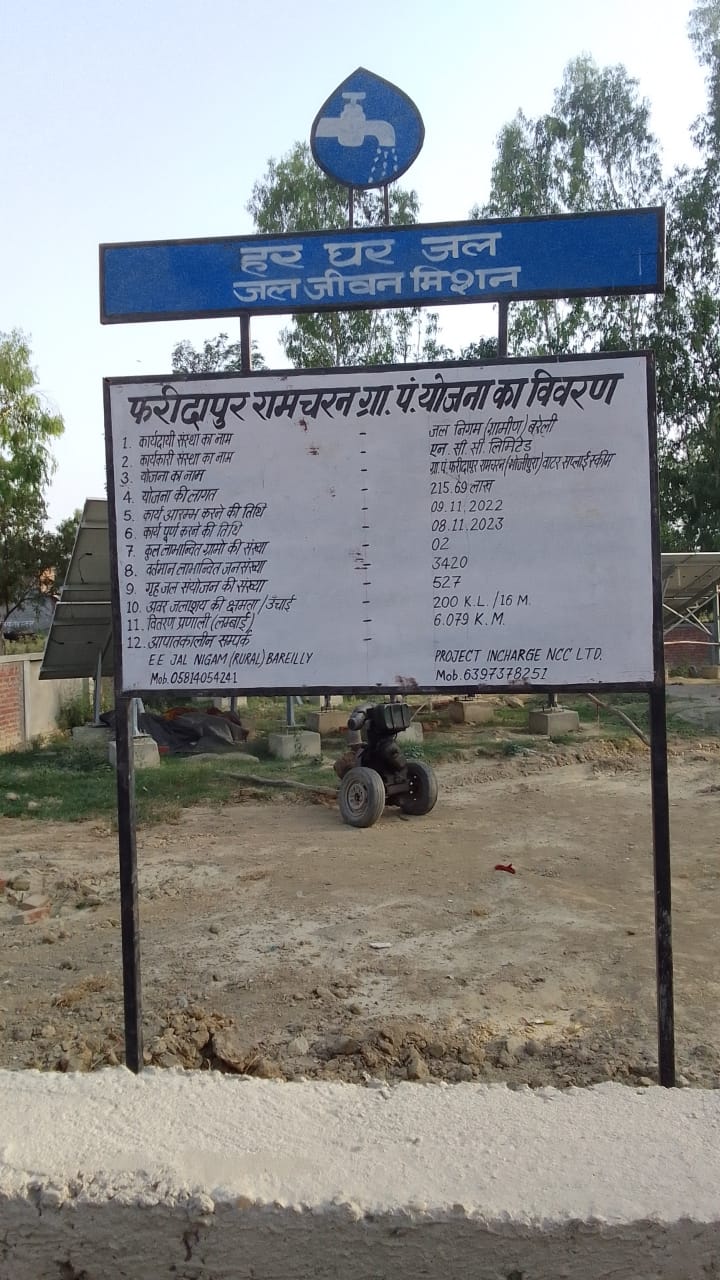 हर घर जल
जल जीवन मिशन
फरीदापुर रामचरन ग्रा. पं. योजना का विवरण
1. कार्यदायी संस्था का नाम - जल निगम (ग्रामीण) बरेली
2. कार्यकारी संस्था का नाम - एन. सी. सी. लिमिटेड
3. योजना का नाम - ग्रा. पं. फरीदापुर रामचरन (भोजीपुरा) वाटर सप्लाई स्कीम
4. योजना की लागत - 215.69 लाख
5. कार्य आरम्भ करने की तिथि - 09.11.2022
6. कार्य पूर्ण करने की तिथि - 08.11.2023
7. कुल लाभान्वित ग्रामो की संख्या - 02
8. वर्तमान लाभान्वित जनसंख्या - 3420
9. गृह जल संयोजन की संख्या - 527
10. अवर जलाशय की क्षमता / उँचाई - 200 K.L. / 16 M.
11. वितरण प्रणाली (लम्बाई) - 6.079 K.M.
12. आपातकालीन सम्पर्क -
E.E JAL NIGAM (RURAL) BAREILLY PROJECT INCHARGE NCC LTD.
Mob. 05814054241 Mob. 6397378251